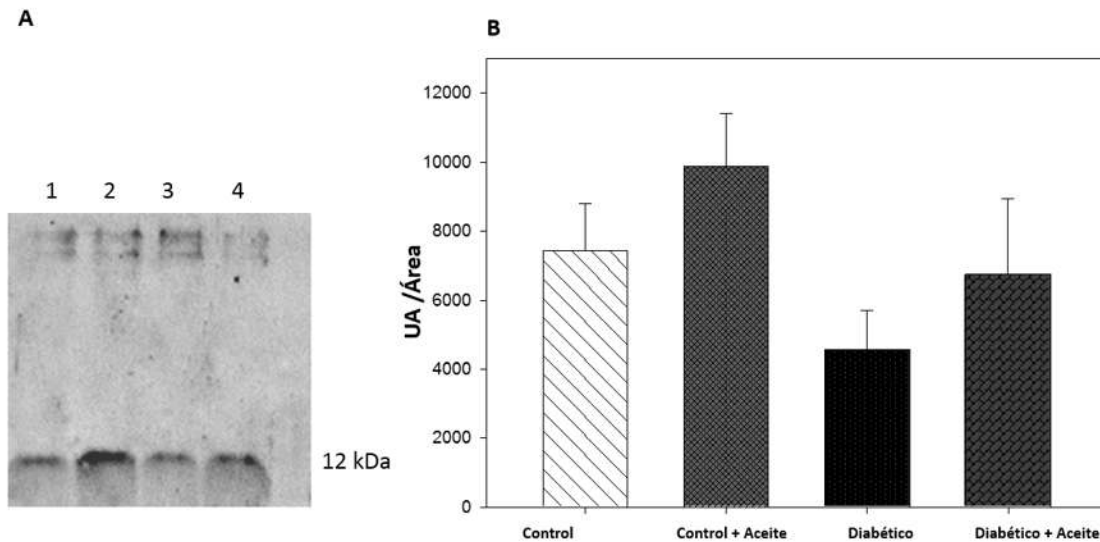 A
1 2 3 4
12 kDa
B
UA /Área
12000
10000
8000
6000
4000
2000
0
Control Control + Aceite Diabético Diabético + Aceite